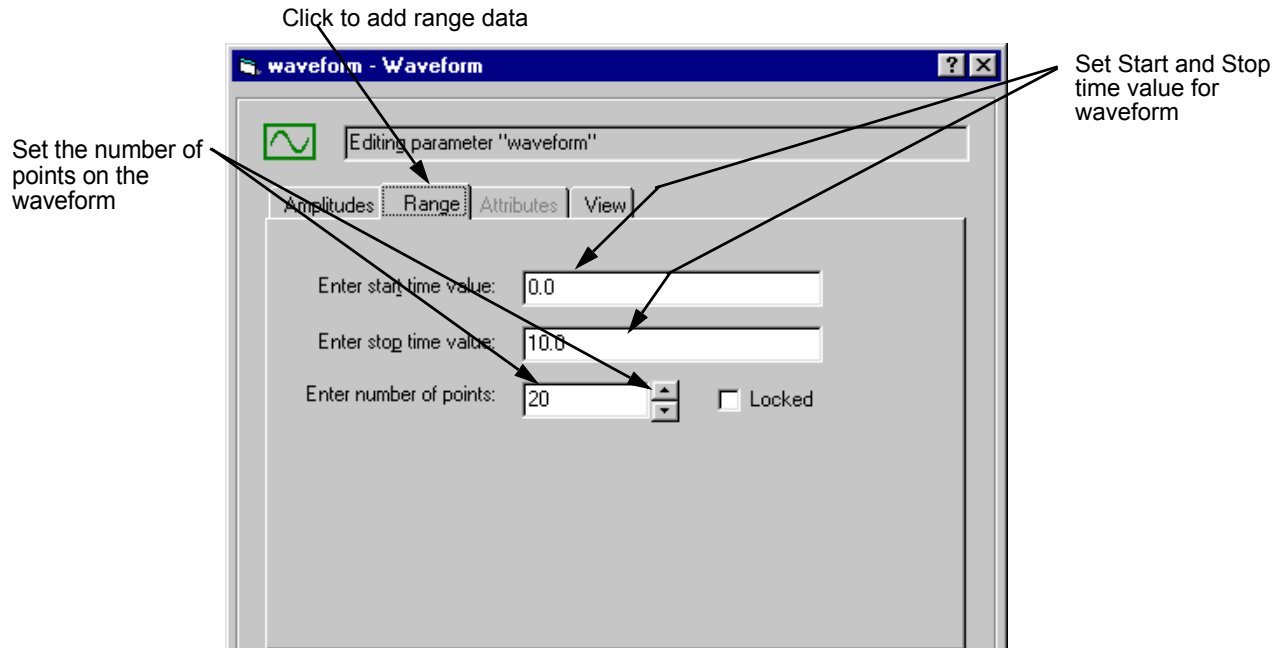 Click to add range data
waveform - Waveform
Set Start and Stop
time value for
waveform
Editing parameter "waveform"
Set the number of
points on the
waveform
Amplitudes Range Attributes View
Enter start time value: 0.0
Enter stop time value: 10.0
Enter number of points: 20 Locked